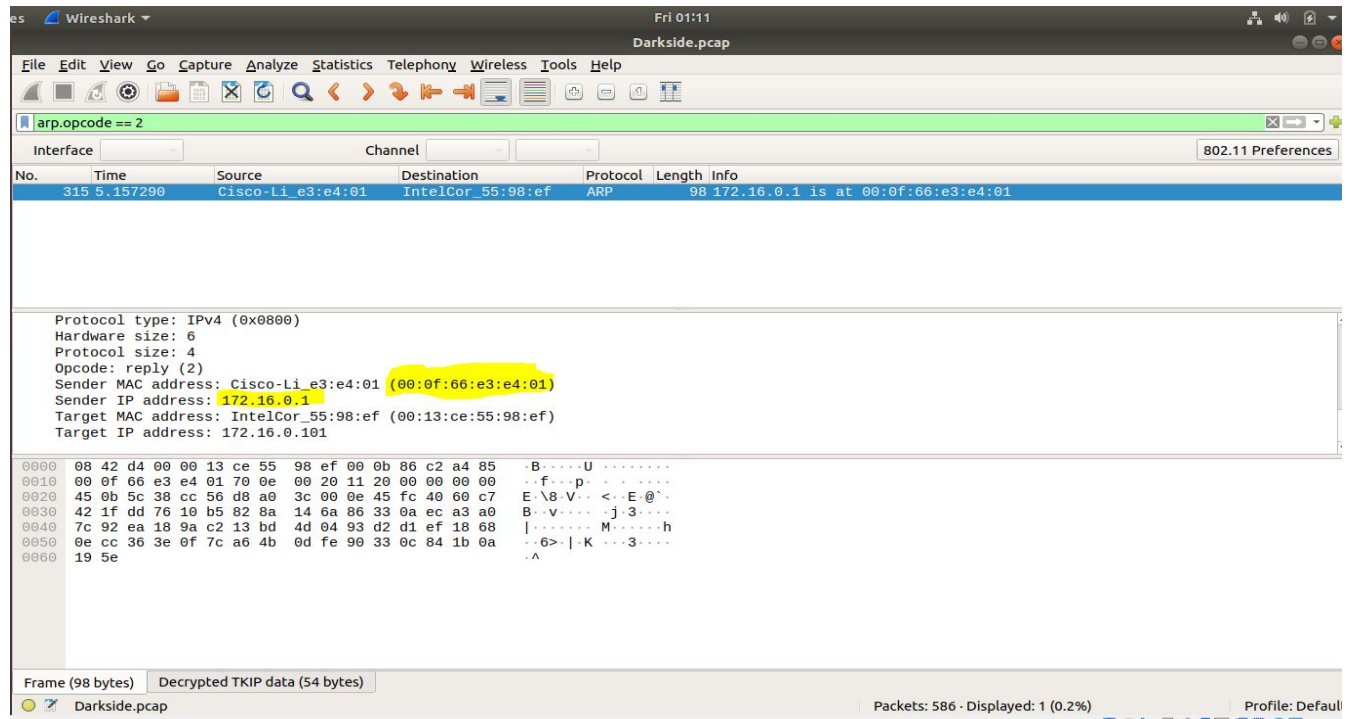 es Wireshark Fri 01:11
Darkside.pcap
File Edit View Go Capture Analyze Statistics Telephony Wireless Tools Help
arp.opcode == 2
Interface Channel 802.11 Preferences
No. Time Source Destination Protocol Length Info
315 5.157290 Cisco-Li_e3:e4:01 IntelCor_55:98:ef ARP 98 172.16.0.1 is at 00:0f:66:e3:e4:01
Protocol type: IPv4 (0x0800)
Hardware size: 6
Protocol size: 4
Opcode: reply (2)
Sender MAC address: Cisco-Li_e3:e4:01 (00:0f:66:e3:e4:01)
Sender IP address: 172.16.0.1
Target MAC address: IntelCor_55:98:ef (00:13:ce:55:98:ef)
Target IP address: 172.16.0.101
0000 08 42 d4 00 00 13 ce 55 98 ef 00 0b 86 c2 a4 85 ·B·····U ········
0010 00 0f 66 e3 e4 01 70 0e 00 20 11 20 00 00 00 00 ··f···p· · · ····
0020 45 0b 5c 38 cc 56 d8 a0 3c 00 0e 45 fc 40 60 c7 E·\8·V·· <··E·@`·
0030 42 1f dd 76 10 b5 82 8a 14 6a 86 33 0a ec a3 a0 B··v···· ·j·3····
0040 7c 92 ea 18 9a c2 13 bd 4d 04 93 d2 d1 ef 18 68 |······· M······h
0050 0e cc 36 3e 0f 7c a6 4b 0d fe 90 33 0c 84 1b 0a ··6>·|·K ···3····
0060 19 5e ·^
Frame (98 bytes) Decrypted TKIP data (54 bytes)
Darkside.pcap Packets: 586 · Displayed: 1 (0.2%) Profile: Default